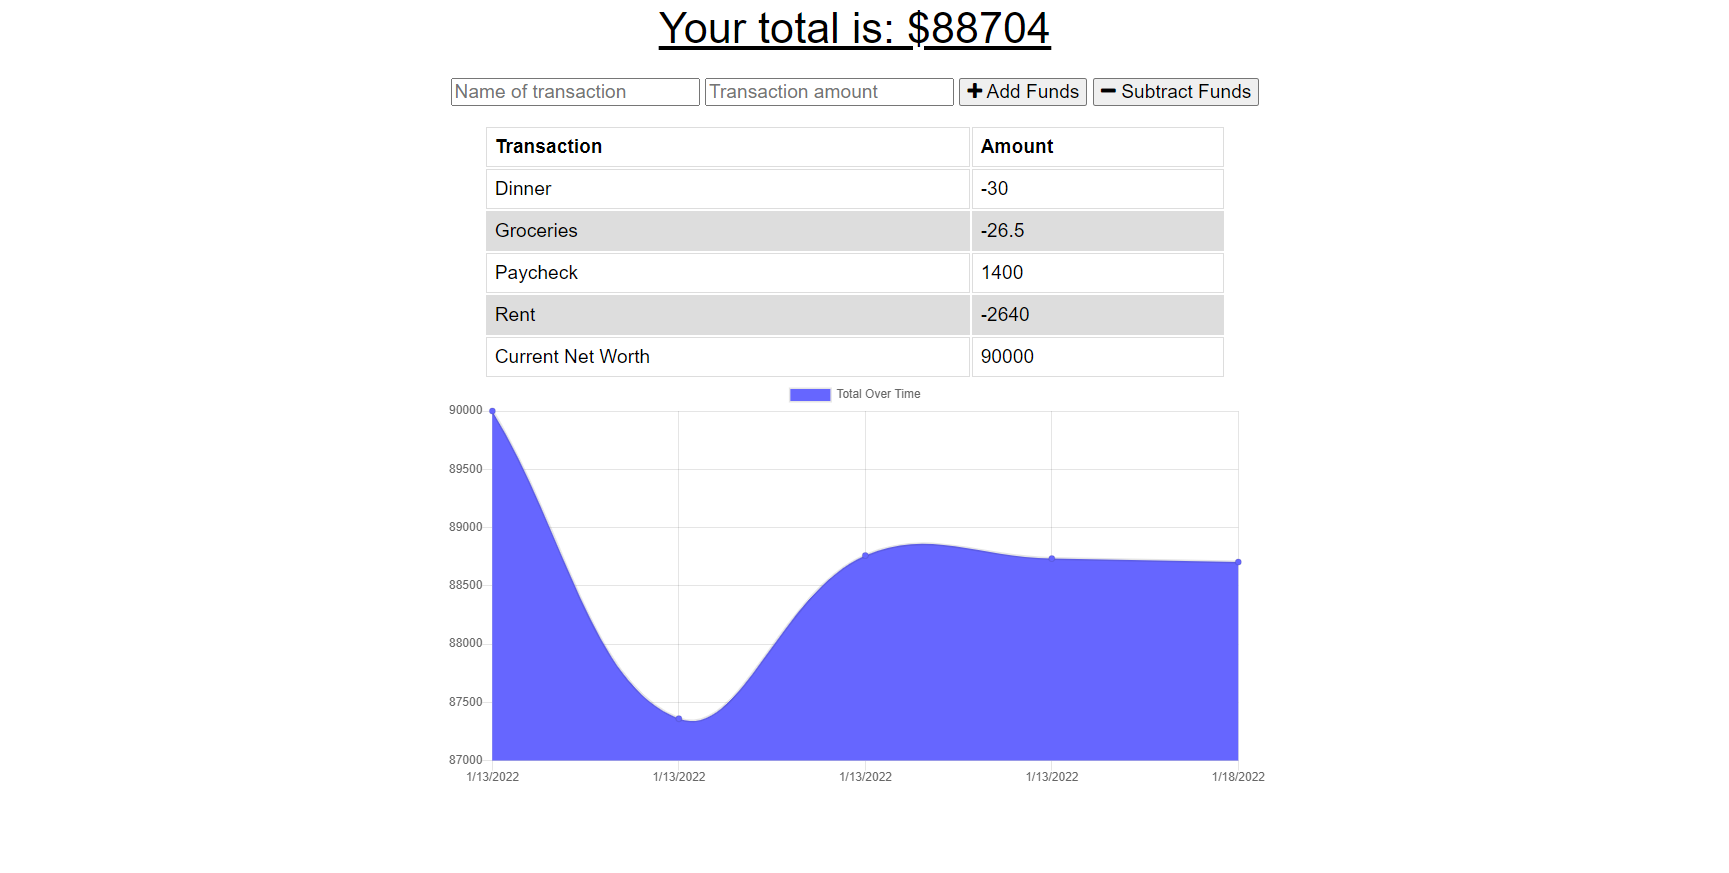 Your total is: $88704
Name of transaction Transaction amount Add Funds Subtract Funds
Transaction Amount
Dinner -30
Groceries -26.5
Paycheck 1400
Rent -2640
Current Net Worth 90000
Total Over Time
90000
89500
89000
88500
88000
87500
87000
1/13/2022 1/13/2022 1/13/2022 1/13/2022 1/18/2022